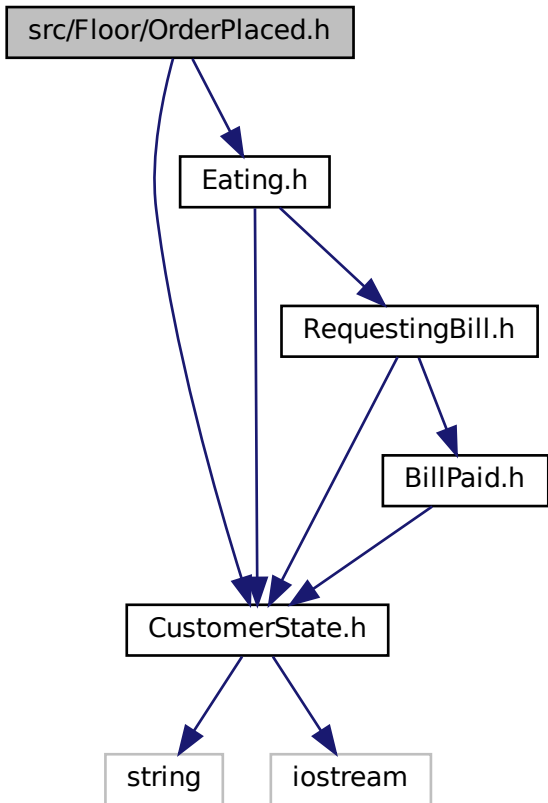 src/Floor/OrderPlaced.h
Eating.h
RequestingBill.h
BillPaid.h
CustomerState.h
string
iostream